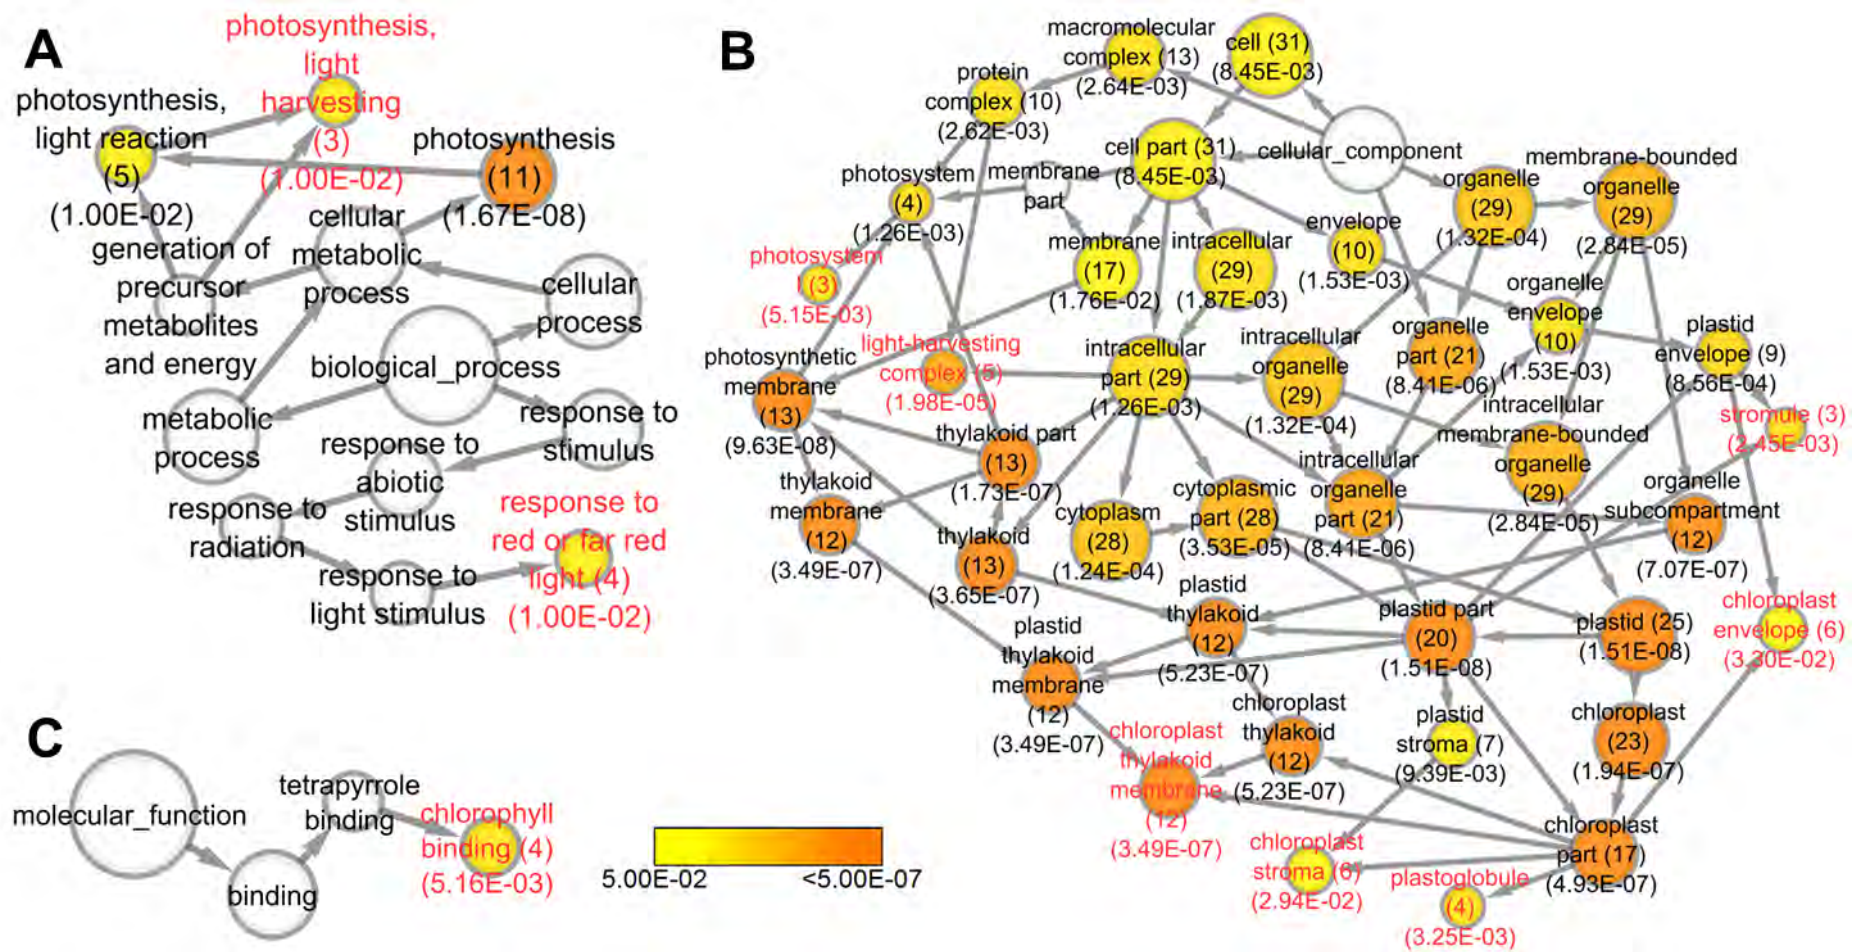 A
photosynthesis,
light
harvesting
(3)
(1.00E-02)
photosynthesis,
light reaction
(5)
(1.00E-02)
photosynthesis
(11)
(1.67E-08)
generation of
precursor
metabolites
and energy
cellular
metabolic
process
cellular
process
biological_process
metabolic
process
response to
stimulus
response to
abiotic
stimulus
response to
radiation
response to
light stimulus
response to
red or far red
light (4)
(1.00E-02)
B
macromolecular
complex (13)
(2.64E-03)
cell (31)
(8.45E-03)
protein
complex (10)
(2.62E-03)
cell part (31)
(8.45E-03)
cellular_component
membrane-bounded
organelle
(29)
(2.84E-05)
organelle
(29)
(1.32E-04)
photosystem
(4)
(1.26E-03)
membrane
part
envelope
(10)
(1.53E-03)
photosystem
I (3)
(5.15E-03)
membrane
(17)
(1.76E-02)
intracellular
(29)
(1.87E-03)
organelle
envelope
(10)
(1.53E-03)
plastid
envelope (9)
(8.56E-04)
photosynthetic
membrane
(13)
(9.63E-08)
light-harvesting
complex (5)
(1.98E-05)
intracellular
part (29)
(1.26E-03)
intracellular
organelle
(29)
(1.32E-04)
organelle
part (21)
(8.41E-06)
stromule (3)
(2.45E-03)
intracellular
membrane-bounded
organelle
(29)
(2.84E-05)
thylakoid part
(13)
(1.73E-07)
thylakoid
membrane
(12)
(3.49E-07)
thylakoid
(13)
(3.65E-07)
cytoplasm
(28)
(1.24E-04)
cytoplasmic
part (28)
(3.53E-05)
intracellular
organelle
part (21)
(8.41E-06)
organelle
subcompartment
(12)
(7.07E-07)
plastid
thylakoid
(12)
(5.23E-07)
plastid part
(20)
(1.51E-08)
plastid (25)
(1.51E-08)
chloroplast
envelope (6)
(3.30E-02)
plastid
thylakoid
membrane
(12)
(3.49E-07)
chloroplast
thylakoid
(12)
(5.23E-07)
plastid
stroma (7)
(9.39E-03)
chloroplast
(23)
(1.94E-07)
chloroplast
thylakoid
membrane
(12)
(3.49E-07)
chloroplast
stroma (6)
(2.94E-02)
plastoglobule
(4)
(3.25E-03)
chloroplast
part (17)
(4.93E-07)
C
molecular_function
binding
tetrapyrrole
binding
chlorophyll
binding (4)
(5.16E-03)
5.00E-02
<5.00E-07